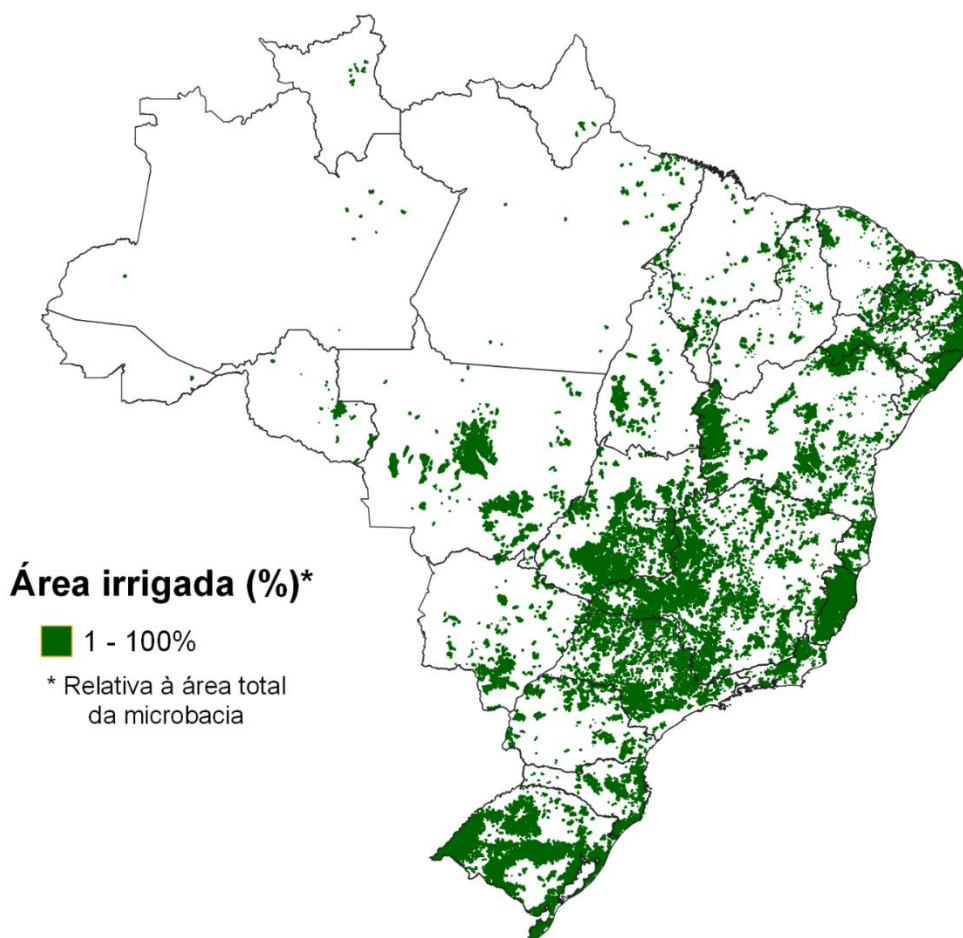 Área irrigada (%)*
1 - 100%
* Relativa à área total
da microbacia